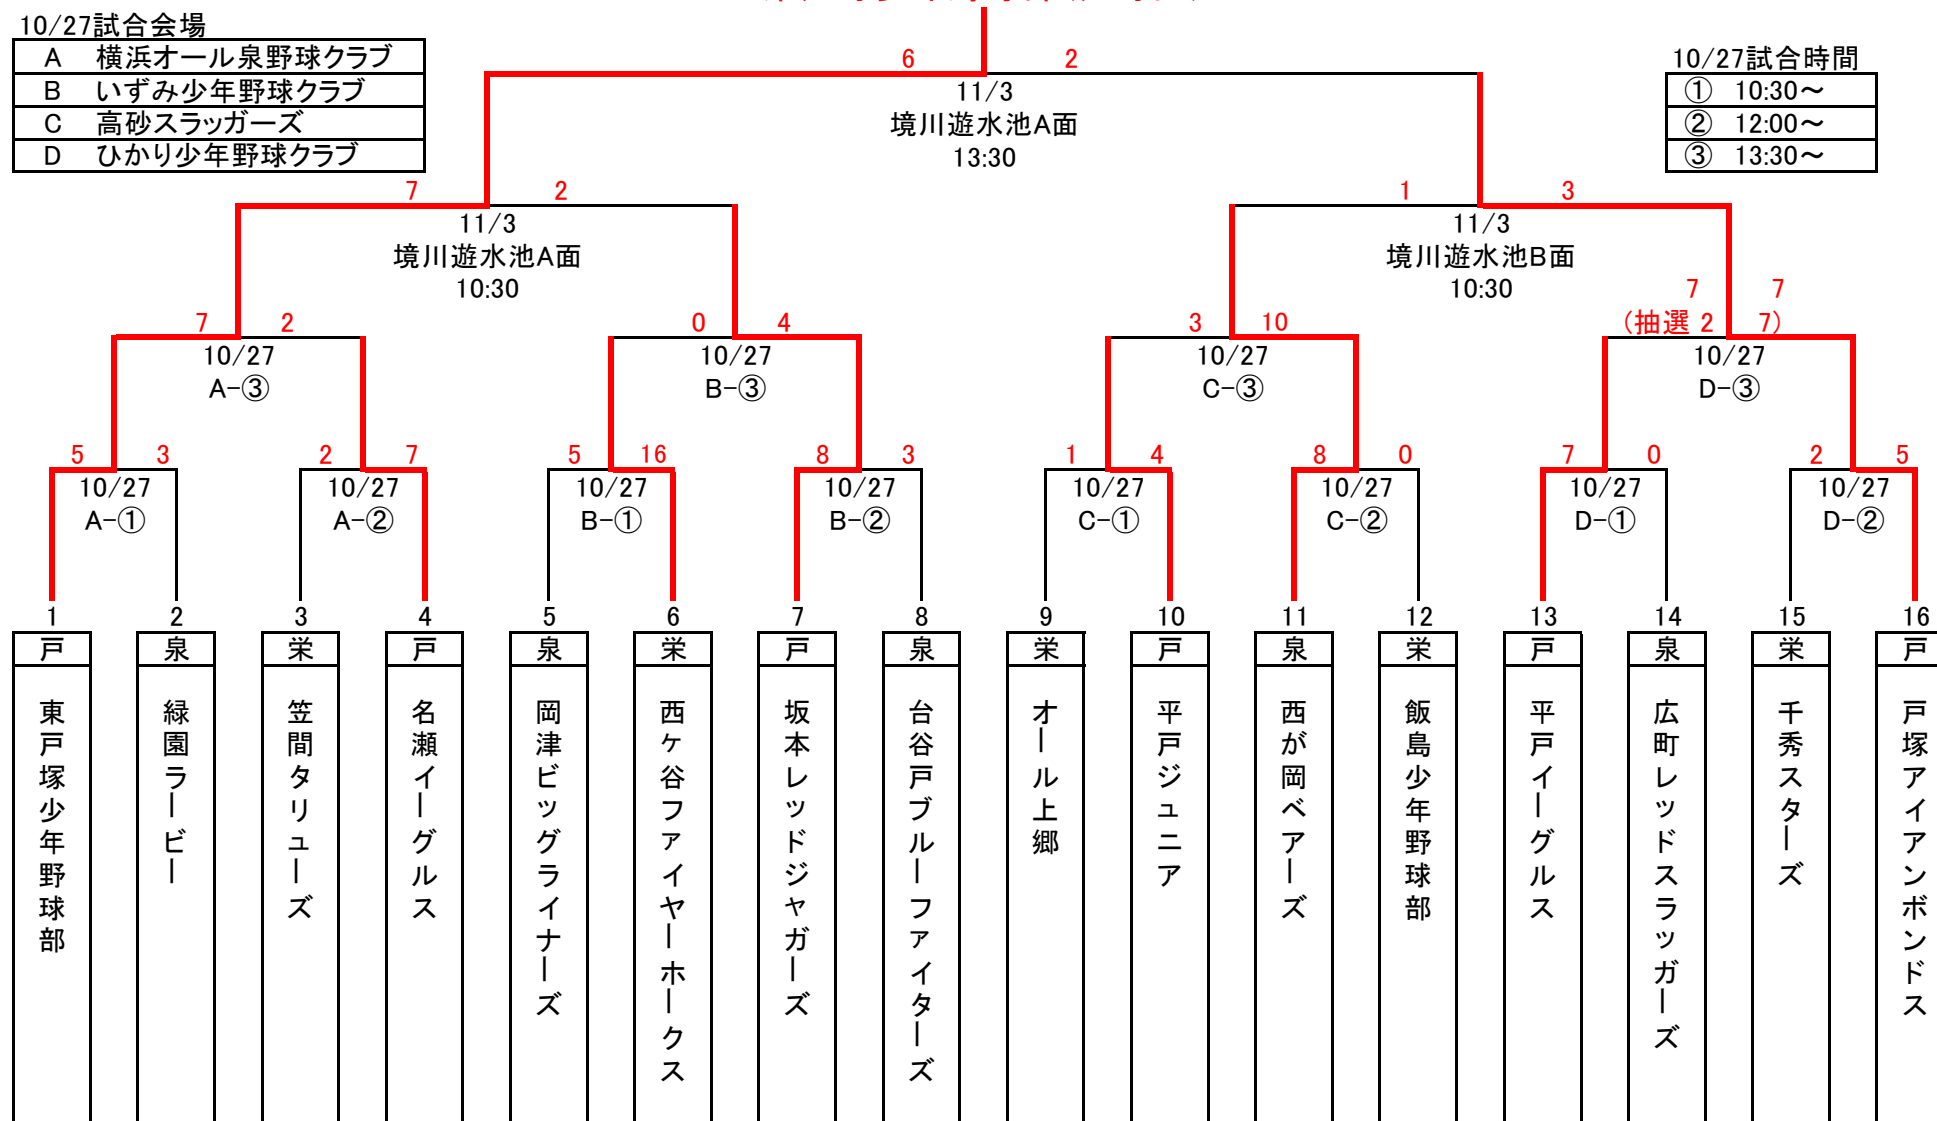 10/27試合会場
A 横浜オール泉野球クラブ
B いずみ少年野球クラブ
C 高砂スラッガーズ
D ひかり少年野球クラブ
10/27試合時間
① 10:30～
② 12:00～
③ 13:30～
6 2
11/3
境川遊水池A面
13:30
7 2
11/3
境川遊水池A面
10:30
1 3
11/3
境川遊水池B面
10:30
7 2
10/27
A-③
0 4
10/27
B-③
3 10
10/27
C-③
7 7
(抽選 2 7)
10/27
D-③
5 3
10/27
A-①
2 7
10/27
A-②
5 16
10/27
B-①
8 3
10/27
B-②
1 4
10/27
C-①
8 0
10/27
C-②
7 0
10/27
D-①
2 5
10/27
D-②
1 2 3 4 5 6 7 8 9 10 11 12 13 14 15 16
戸 泉 栄 戸 泉 栄 戸 泉 栄 戸 泉 栄 戸 泉 栄 戸
東戸塚少年野球部
緑園ラービー
笠間タリューズ
名瀬イーグルス
岡津ビッグライナーズ
西ケ谷ファイヤーホークス
坂本レッドジャガーズ
台谷戸ブルーファイターズ
オール上郷
平戸ジュニア
西が岡ベアーズ
飯島少年野球部
平戸イーグルス
広町レッドスラッガーズ
千秀スターズ
戸塚アイアンボンドス